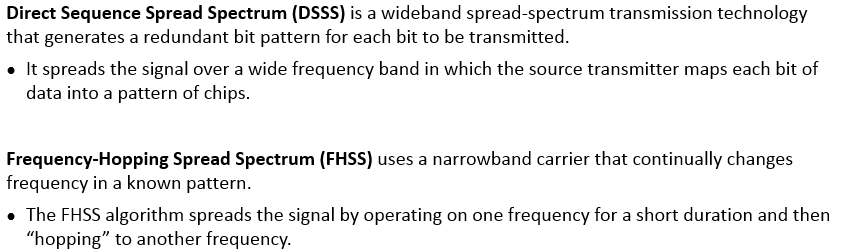 Direct Sequence Spread Spectrum (DSSS) is a wideband spread-spectrum transmission technology
that generates a redundant bit pattern for each bit to be transmitted.
• It spreads the signal over a wide frequency band in which the source transmitter maps each bit of
data into a pattern of chips.
Frequency-Hopping Spread Spectrum (FHSS) uses a narrowband carrier that continually changes
frequency in a known pattern.
• The FHSS algorithm spreads the signal by operating on one frequency for a short duration and then
“hopping” to another frequency.